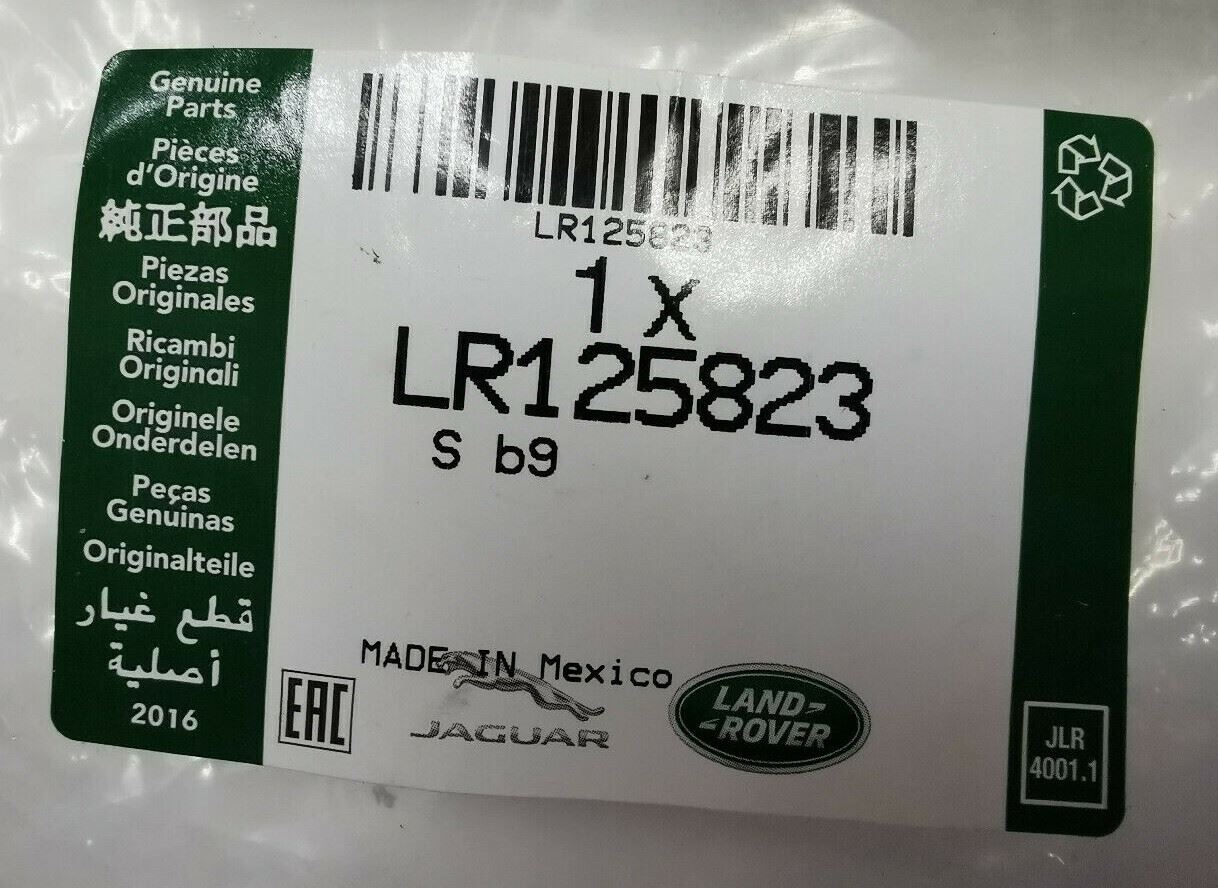 Genuine
Parts
Pièces
d'Origine
純正部品
Piezas
Originales
Ricambi
Originali
Originele
Onderdelen
Peças
Genuinas
Originalteile
قطع غيار
أصلية
2016
LR125823
1 x
LR125823
S b9
MADE IN Mexico
EAC
JAGUAR
LAND-
-ROVER
JLR
4001.1